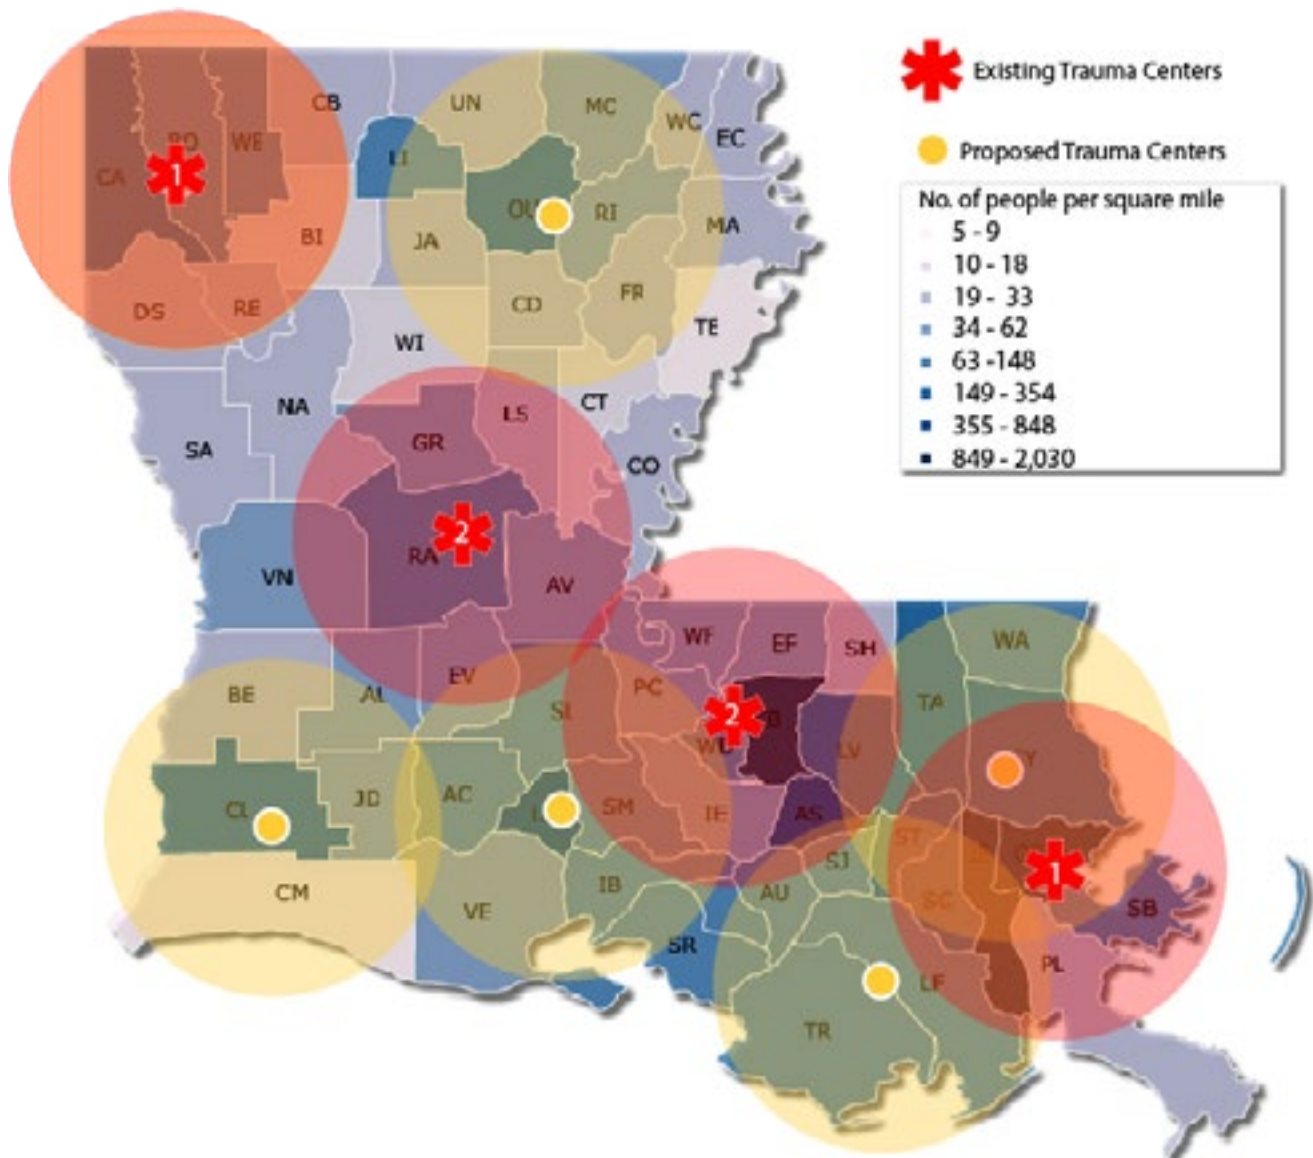 Existing Trauma Centers
Proposed Trauma Centers
No. of people per square mile
5 - 9
10 - 18
19 - 33
34 - 62
63 -148
149 - 354
355 - 848
849 - 2,030
CB
UN
MC
WC
EC
BO
WE
CA
1
LI
OU
RI
MA
BI
JA
DS
RE
CD
FR
TE
WI
NA
LS
CT
GR
SA
CO
2
RA
VN
AV
WF
EF
SH
WA
EV
PC
BE
AL
SL
TA
2
LV
CL
JD
AC
SM
IE
AS
ST
1
SJ
CM
VE
IB
AU
SC
SB
SR
LF
PL
TR